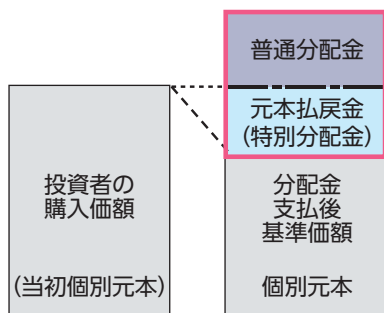 普通分配金
元本払戻金
(特別分配金)
投資者の
購入価額
(当初個別元本)
分配金
支払後
基準価額
個別元本